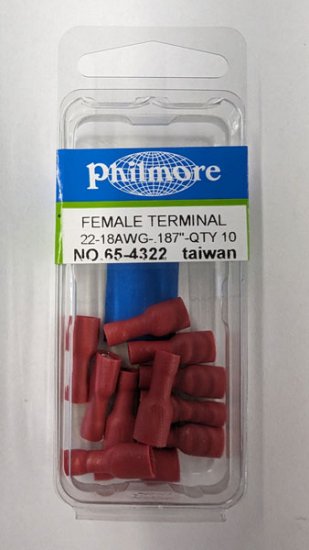 Philmore
FEMALE TERMINAL
22-18AWG-.187"-QTY 10
NO.65-4322 taiwan